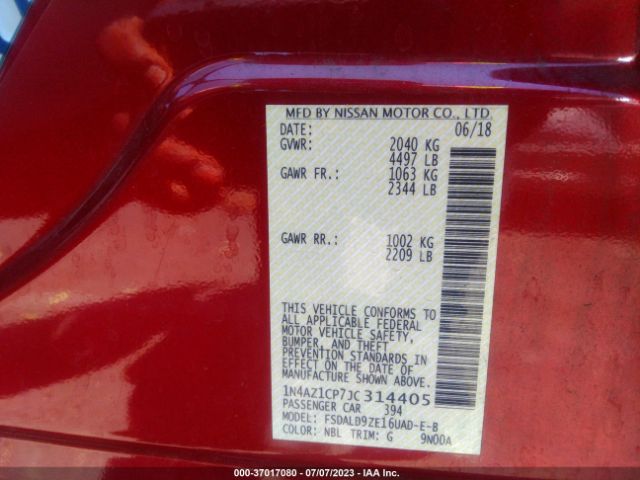 MFD BY NISSAN MOTOR CO., LTD.
DATE: 06/18
GVWR: 2040 KG
4497 LB
GAWR FR.: 1063 KG
2344 LB
GAWR RR.: 1002 KG
2209 LB
THIS VEHICLE CONFORMS TO
ALL APPLICABLE FEDERAL
MOTOR VEHICLE SAFETY,
BUMPER, AND THEFT
PREVENTION STANDARDS IN
EFFECT ON THE DATE OF
MANUFACTURE SHOWN ABOVE.
1N4AZ1CP7JC314405
PASSENGER CAR 394
MODEL: FSDALD9ZE16UAD-E-B
COLOR: NBL TRIM: G 9N00A
000-37017080 - 07/07/2023 - IAAI.COM